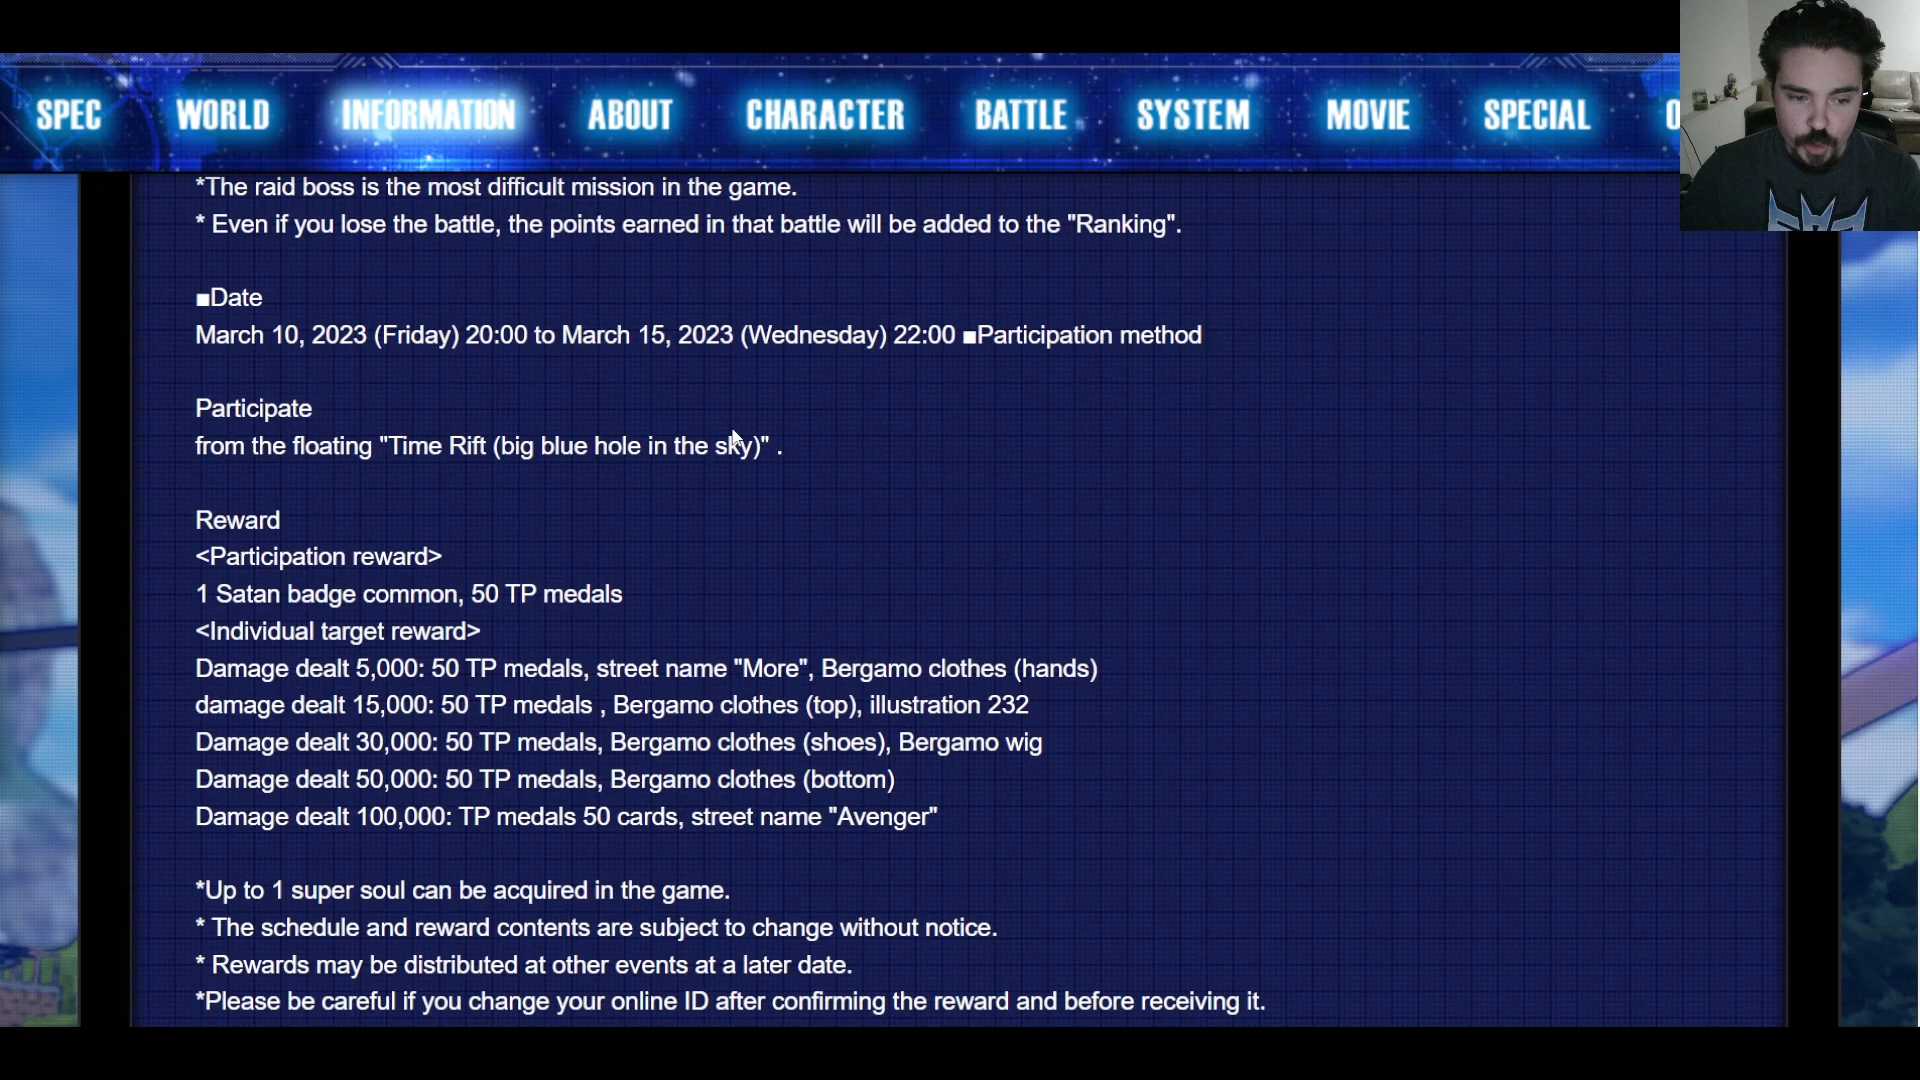 SPEC WORLD INFORMATION ABOUT CHARACTER BATTLE SYSTEM MOVIE SPECIAL
*The raid boss is the most difficult mission in the game.
* Even if you lose the battle, the points earned in that battle will be added to the "Ranking".
■Date
March 10, 2023 (Friday) 20:00 to March 15, 2023 (Wednesday) 22:00 ■Participation method
Participate
from the floating "Time Rift (big blue hole in the sky)" .
Reward
<Participation reward>
1 Satan badge common, 50 TP medals
<Individual target reward>
Damage dealt 5,000: 50 TP medals, street name "More", Bergamo clothes (hands)
damage dealt 15,000: 50 TP medals , Bergamo clothes (top), illustration 232
Damage dealt 30,000: 50 TP medals, Bergamo clothes (shoes), Bergamo wig
Damage dealt 50,000: 50 TP medals, Bergamo clothes (bottom)
Damage dealt 100,000: TP medals 50 cards, street name "Avenger"
*Up to 1 super soul can be acquired in the game.
* The schedule and reward contents are subject to change without notice.
* Rewards may be distributed at other events at a later date.
*Please be careful if you change your online ID after confirming the reward and before receiving it.